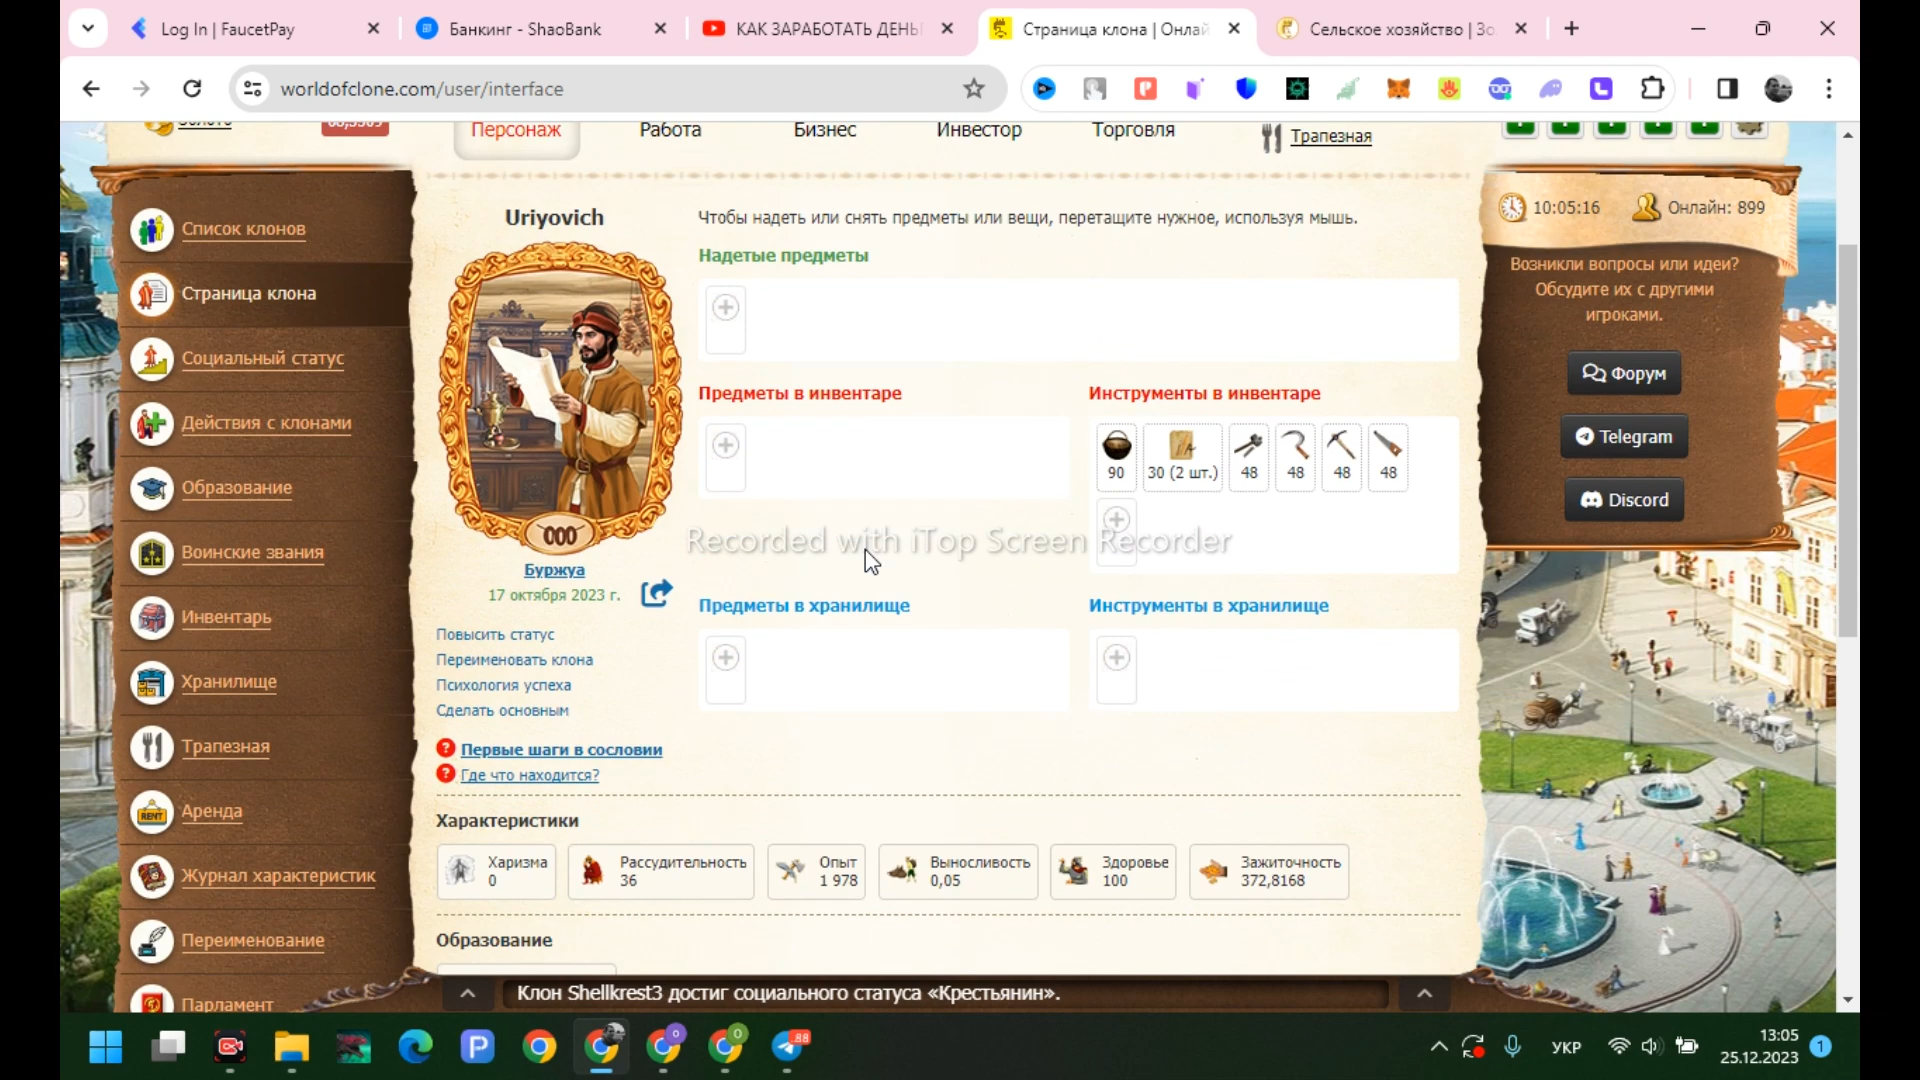 Log In | FaucetPay
Банкинг - ShaoBank
КАК ЗАРАБОТАТЬ ДЕНЬГ
Страница клона | Онлай
Сельское хозяйство | Зо
worldofclone.com/user/interface
Золото
Персонаж
Работа
Бизнес
Инвестор
Торговля
Трапезная
Список клонов
Страница клона
Социальный статус
Действия с клонами
Образование
Воинские звания
Инвентарь
Хранилище
Трапезная
Аренда
RENT
Журнал характеристик
Переименование
Парламент
Uriyovich
Буржуа
17 октября 2023 г.
Повысить статус
Переименовать клона
Психология успеха
Сделать основным
Первые шаги в сословии
Где что находится?
Чтобы надеть или снять предметы или вещи, перетащите нужное, используя мышь.
Надетые предметы
Предметы в инвентаре
Инструменты в инвентаре
90
30 (2 шт.)
48
48
48
48
Recorded with iTop Screen Recorder
Предметы в хранилище
Инструменты в хранилище
Характеристики
Харизма
0
Рассудительность
36
Опыт
1 978
Выносливость
0,05
Здоровье
100
Зажиточность
372,8168
Образование
Клон Shellkrest3 достиг социального статуса «Крестьянин».
10:05:16
Онлайн: 899
Возникли вопросы или идеи?
Обсудите их с другими
игроками.
Форум
Telegram
Discord
88
УКР
13:05
25.12.2023
1